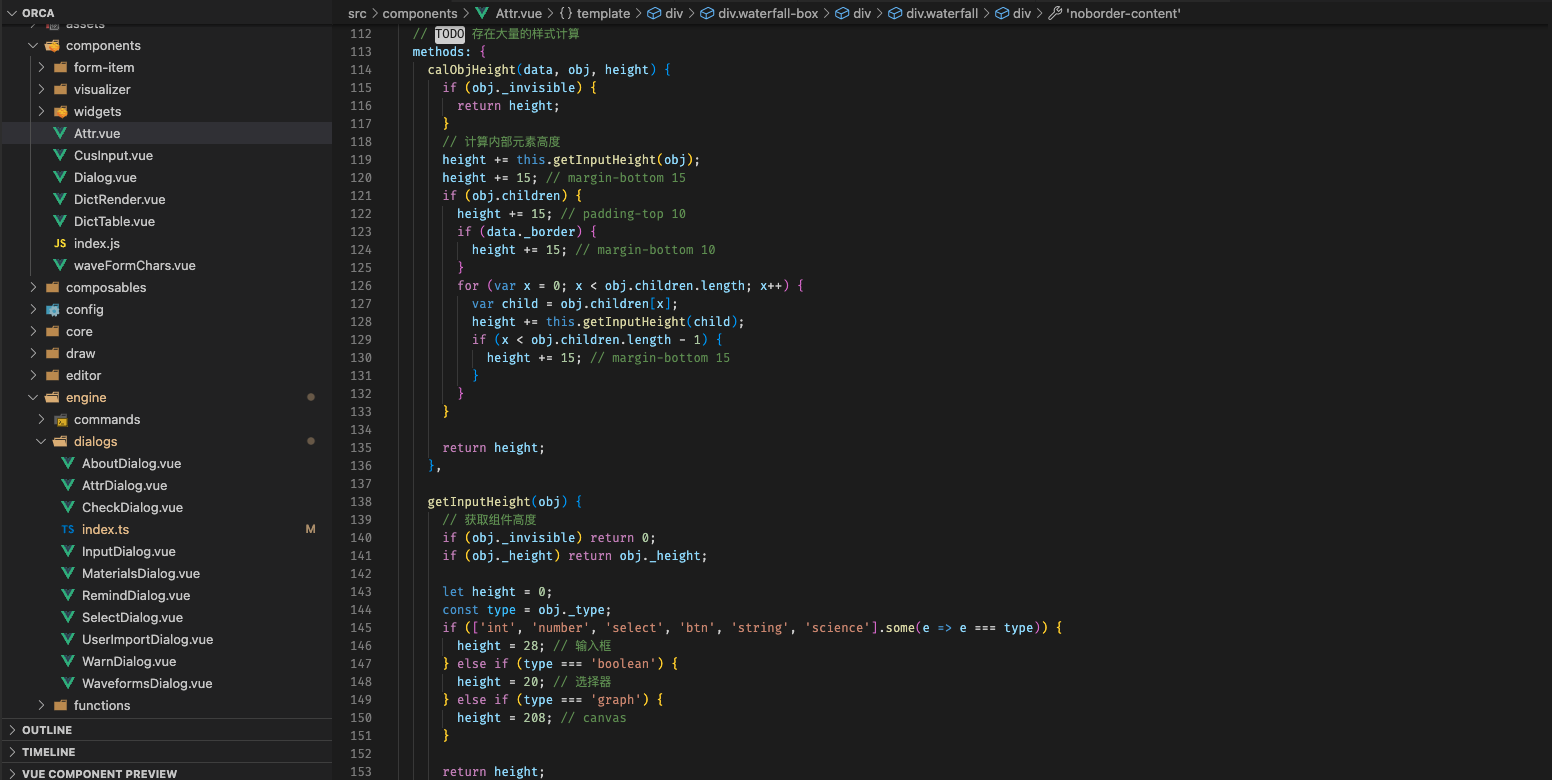 ORCA
assets
components
form-item
visualizer
widgets
Attr.vue
CusInput.vue
Dialog.vue
DictRender.vue
DictTable.vue
JS index.js
waveFormChars.vue
composables
config
core
draw
editor
engine
commands
dialogs
AboutDialog.vue
AttrDialog.vue
CheckDialog.vue
TS index.ts M
InputDialog.vue
MaterialsDialog.vue
RemindDialog.vue
SelectDialog.vue
UserImportDialog.vue
WarnDialog.vue
WaveformsDialog.vue
functions
OUTLINE
TIMELINE
VUE COMPONENT PREVIEW
src > components > Attr.vue > {} template > div > div.waterfall-box > div > div.waterfall > div > 'noborder-content'
112 // TODO 存在大量的样式计算
113 methods: {
114 calObjHeight(data, obj, height) {
115 if (obj._invisible) {
116 return height;
117 }
118 // 计算内部元素高度
119 height += this.getInputHeight(obj);
120 height += 15; // margin-bottom 15
121 if (obj.children) {
122 height += 15; // padding-top 10
123 if (data._border) {
124 height += 15; // margin-bottom 10
125 }
126 for (var x = 0; x < obj.children.length; x++) {
127 var child = obj.children[x];
128 height += this.getInputHeight(child);
129 if (x < obj.children.length - 1) {
130 height += 15; // margin-bottom 15
131 }
132 }
133 }
134
135 return height;
136 },
137
138 getInputHeight(obj) {
139 // 获取组件高度
140 if (obj._invisible) return 0;
141 if (obj._height) return obj._height;
142
143 let height = 0;
144 const type = obj._type;
145 if (['int', 'number', 'select', 'btn', 'string', 'science'].some(e => e === type)) {
146 height = 28; // 输入框
147 } else if (type === 'boolean') {
148 height = 20; // 选择器
149 } else if (type === 'graph') {
150 height = 208; // canvas
151 }
152
153 return height;